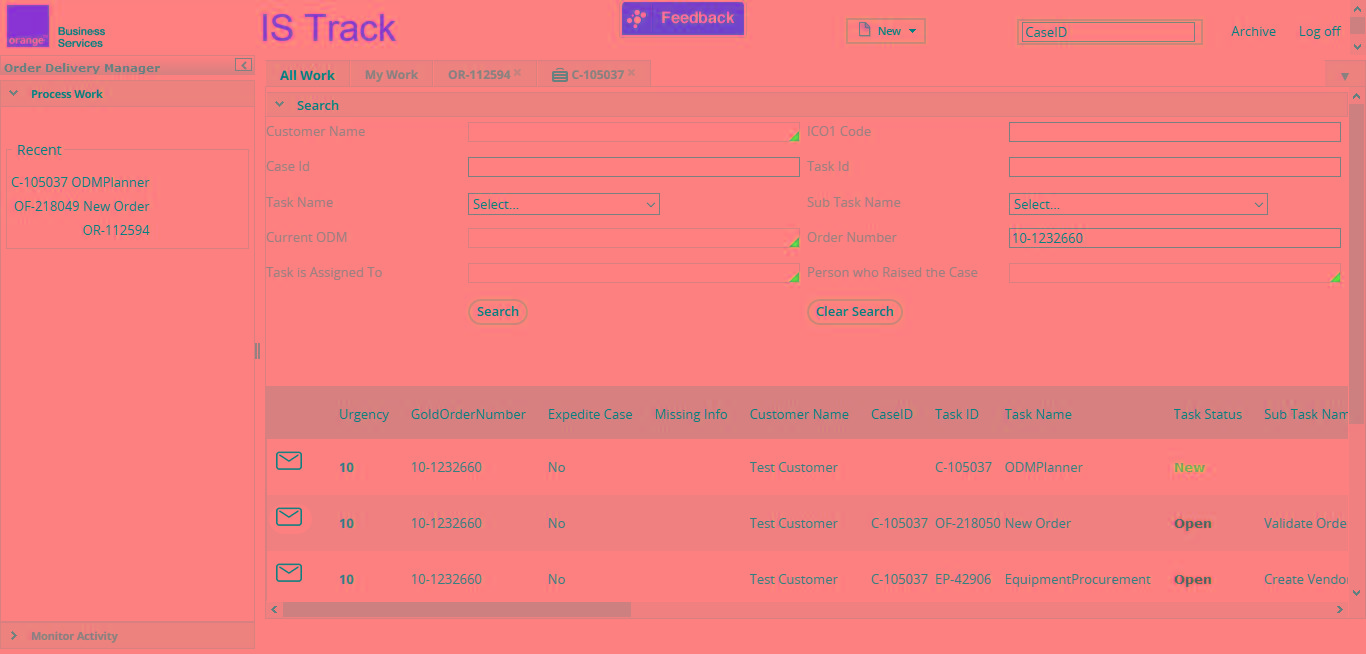 orange™
Business
Services
IS Track
Feedback
New
CaseID
Archive
Log off
Order Delivery Manager
Process Work
Recent
C-105037 ODMPlanner
OF-218049 New Order
OR-112594
Monitor Activity
All Work
My Work
OR-112594 ×
C-105037 ×
Search
Customer Name
ICO1 Code
Case Id
Task Id
Task Name Select...
Sub Task Name Select...
Current ODM
Order Number 10-1232660
Task is Assigned To
Person who Raised the Case
Search
Clear Search
Urgency GoldOrderNumber Expedite Case Missing Info Customer Name CaseID Task ID Task Name Task Status Sub Task Nam
10 10-1232660 No Test Customer C-105037 ODMPlanner New
10 10-1232660 No Test Customer C-105037 OF-218050 New Order Open Validate Orde
10 10-1232660 No Test Customer C-105037 EP-42906 EquipmentProcurement Open Create Vendo